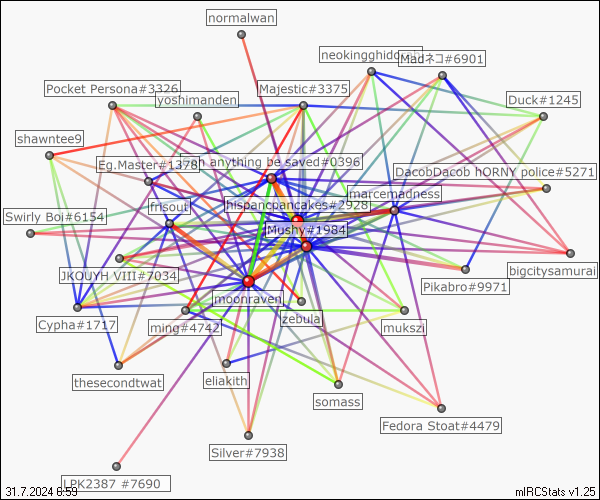 normalwan
neokingghidorah
Madネコ#6901
Pocket Persona#3326
yoshimanden
Majestic#3375
Duck#1245
shawntee9
Eg.Master#1378
anything be saved#0396
DacobDacob hORNY police#5271
marcemadness
frisout
hispancpancakes#2928
Swirly Boi#6154
Mushy#1984
JKOUYH VIII#7034
bigcitysamurai
Pikabro#9971
moonraven
Cypha#1717
ming#4742
zebulal
mukszi
thesecondtwat
eliakith
somass
Fedora Stoat#4479
Silver#7938
LPK2387 #7690
31.7.2024 6:59
mIRCStats v1.25